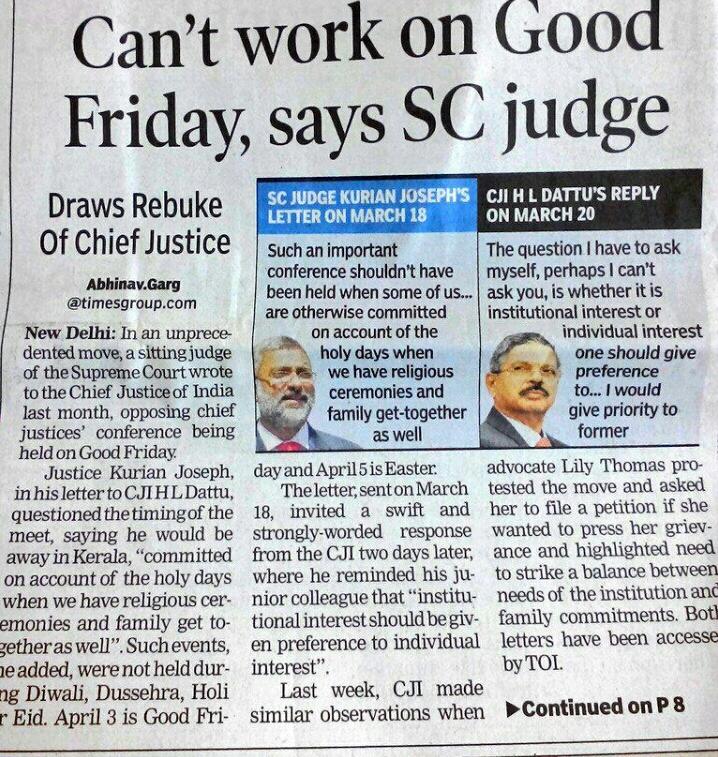 Can't work on Good
Friday, says SC judge
Draws Rebuke
Of Chief Justice
Abhinav.Garg
@timesgroup.com
New Delhi: In an unprece-
dented move, a sitting judge
of the Supreme Court wrote
to the Chief Justice of India
last month, opposing chief
justices' conference being
held on Good Friday.
Justice Kurian Joseph,
in his letter to CJI H L Dattu,
questioned the timing of the
meet, saying he would be
away in Kerala, "committed
on account of the holy days
when we have religious cer-
emonies and family get to-
gether as well". Such events,
he added, were not held dur-
ng Diwali, Dussehra, Holi
r Eid. April 3 is Good Fri-
SC JUDGE KURIAN JOSEPH'S
LETTER ON MARCH 18
Such an important
conference shouldn't have
been held when some of us...
are otherwise committed
on account of the
holy days when
we have religious
ceremonies and
family get-together
as well
CJI H L DATTU'S REPLY
ON MARCH 20
The question I have to ask
myself, perhaps I can't
ask you, is whether it is
institutional interest or
individual interest
one should give
preference
to... I would
give priority to
former
day and April 5 is Easter.
The letter, sent on March
18, invited a swift and
strongly-worded response
from the CJI two days later,
where he reminded his ju-
nior colleague that "institu-
tional interest should be giv-
en preference to individual
interest".
Last week, CJI made
similar observations when
advocate Lily Thomas pro-
tested the move and asked
her to file a petition if she
wanted to press her griev-
ance and highlighted need
to strike a balance between
needs of the institution and
family commitments. Both
letters have been accesse
by TOI.
▶Continued on P 8